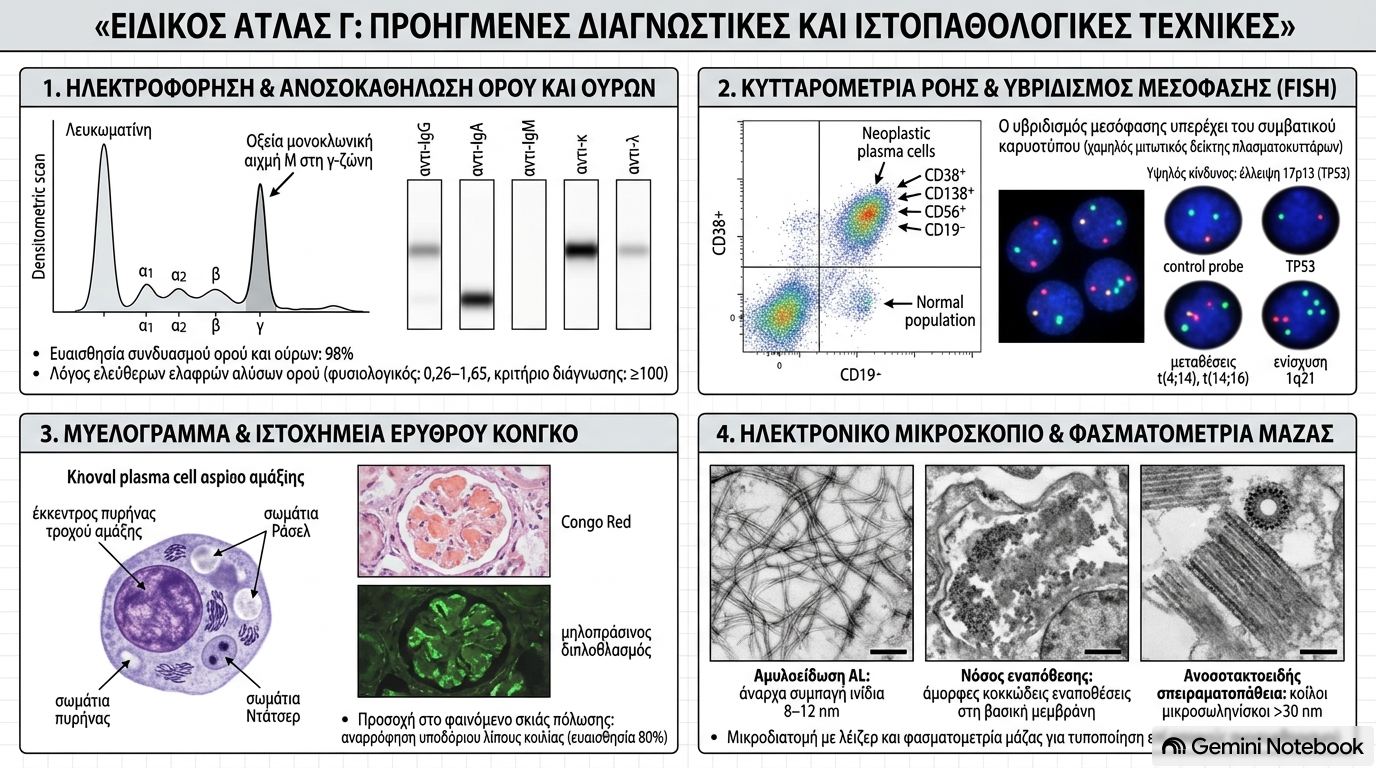 «ΕΙΔΙΚΟΣ ΑΤΛΑΣ Γ: ΠΡΟΗΓΜΕΝΕΣ ΔΙΑΓΝΩΣΤΙΚΕΣ ΚΑΙ ΙΣΤΟΠΑΘΟΛΟΓΙΚΕΣ ΤΕΧΝΙΚΕΣ»
1. ΗΛΕΚΤΡΟΦΟΡΗΣΗ & ΑΝΟΣΟΚΑΘΗΛΩΣΗ ΟΡΟΥ ΚΑΙ ΟΥΡΩΝ
Densitometric scan
Λευκωματίνη
Οξεία μονοκλωνική
αιχμή Μ στη γ-ζώνη
α1
α2
β
α1
α2
β
γ
αντι-IgG
αντι-IgA
αντι-IgM
αντι-κ
αντι-λ
• Ευαισθησία συνδυασμού ορού και ούρων: 98%
• Λόγος ελεύθερων ελαφρών αλύσων ορού (φυσιολογικός: 0,26–1,65, κριτήριο διάγνωσης: ≥100)
2. ΚΥΤΤΑΡΟΜΕΤΡΙΑ ΡΟΗΣ & ΥΒΡΙΔΙΣΜΟΣ ΜΕΣΟΦΑΣΗΣ (FISH)
CD38+
Neoplastic
plasma cells
CD38⁺
CD138⁺
CD56⁺
CD19⁻
Normal
population
0
0
CD19⁻
Ο υβριδισμός μεσόφασης υπερέχει του συμβατικού
καρυοτύπου (χαμηλός μιτωτικός δείκτης πλασματοκυττάρων)
Υψηλός κίνδυνος: έλλειψη 17p13 (TP53)
control probe
TP53
μεταθέσεις
t(4;14), t(14;16)
ενίσχυση
1q21
3. ΜΥΕΛΟΓΡΑΜΜΑ & ΙΣΤΟΧΗΜΕΙΑ ΕΡΥΘΡΟΥ ΚΟΝΓΚΟ
plasma cell
έκκεντρος πυρήνας
τροχού αμάξης
σωμάτια
Ράσελ
σωμάτια
πυρήνας
σωμάτια
Ντάτσερ
Congo Red
μηλοπράσινος
διπλοθλασμός
• Προσοχή στο φαινόμενο σκιάς πόλωσης:
αναρρόφηση υποδόριου λίπους κοιλίας (ευαισθησία 80%)
4. ΗΛΕΚΤΡΟΝΙΚΟ ΜΙΚΡΟΣΚΟΠΙΟ & ΦΑΣΜΑΤΟΜΕΤΡΙΑ ΜΑΖΑΣ
Αμυλοείδωση AL:
άναρχα συμπαγή ινίδια
8–12 nm
Νόσος εναπόθεσης:
άμορφες κοκκώδεις εναποθέσεις
στη βασική μεμβράνη
Ανοσοτακτοειδής
σπειραματοπάθεια: κοίλοι
μικροσωληνίσκοι >30 nm
• Μικροδιατομή με λέιζερ και φασματομετρία μάζας για τυποποίηση
Gemini Notebook